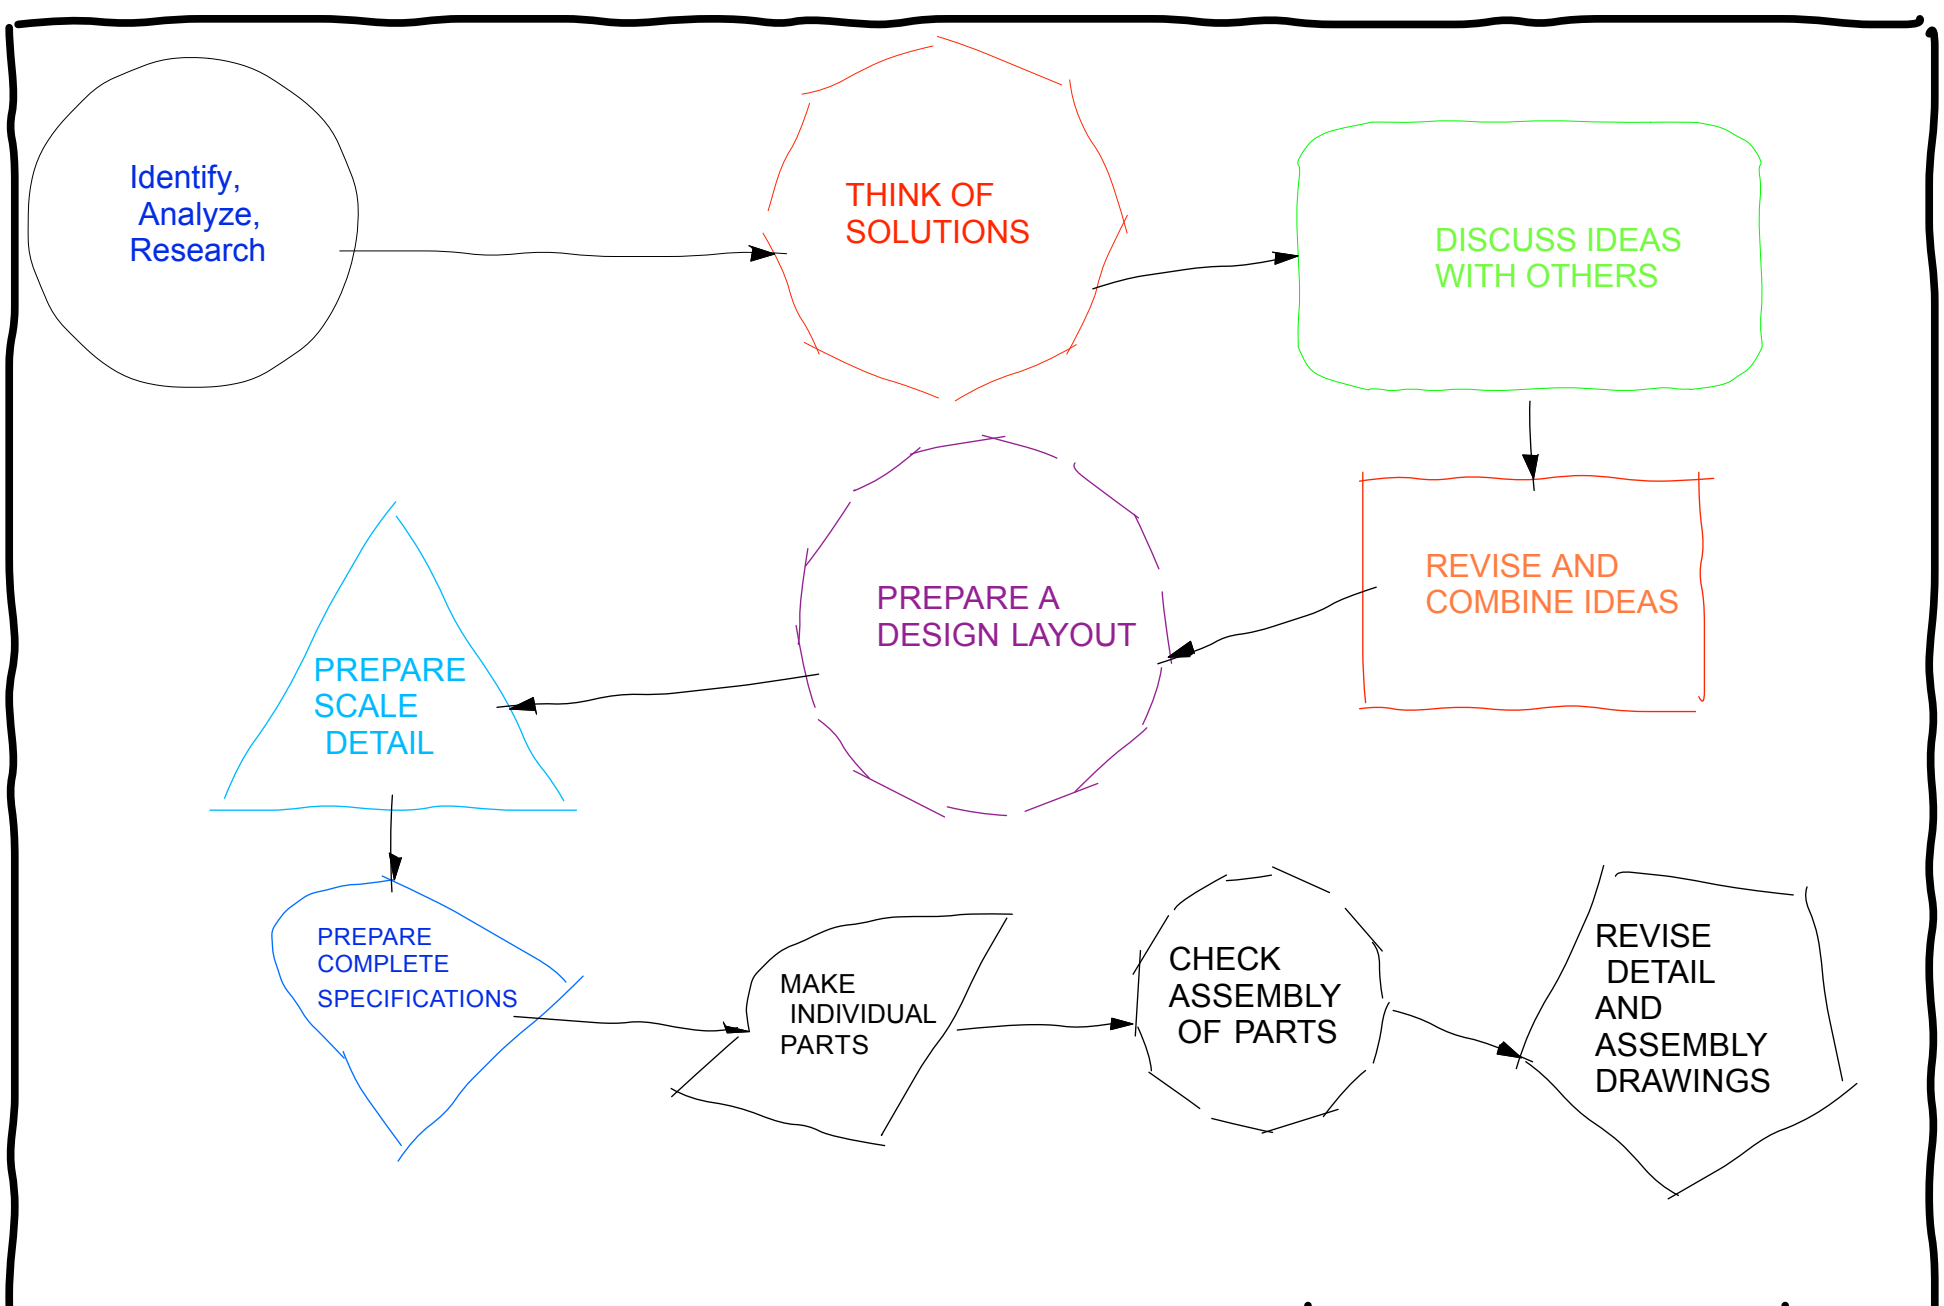 Identify,
Analyze,
Research
THINK OF
SOLUTIONS
DISCUSS IDEAS
WITH OTHERS
REVISE AND
COMBINE IDEAS
PREPARE A
DESIGN LAYOUT
PREPARE
SCALE
DETAIL
PREPARE
COMPLETE
SPECIFICATIONS
MAKE
INDIVIDUAL
PARTS
CHECK
ASSEMBLY
OF PARTS
REVISE
DETAIL
AND
ASSEMBLY
DRAWINGS